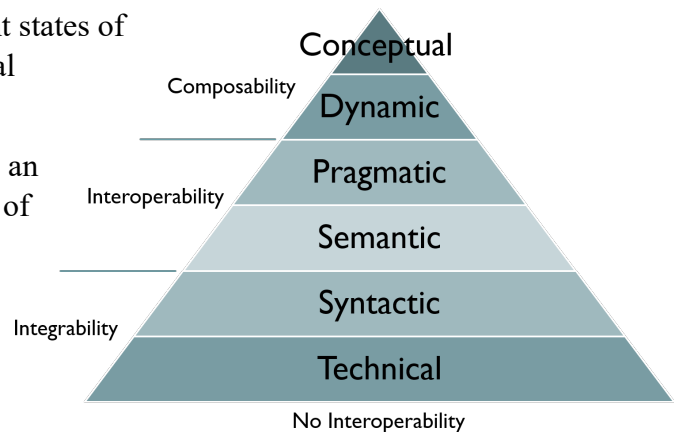 t states of
al
an
of
Conceptual
Composability
Dynamic
Pragmatic
Interoperability
Semantic
Syntactic
Integrability
Technical
No Interoperability